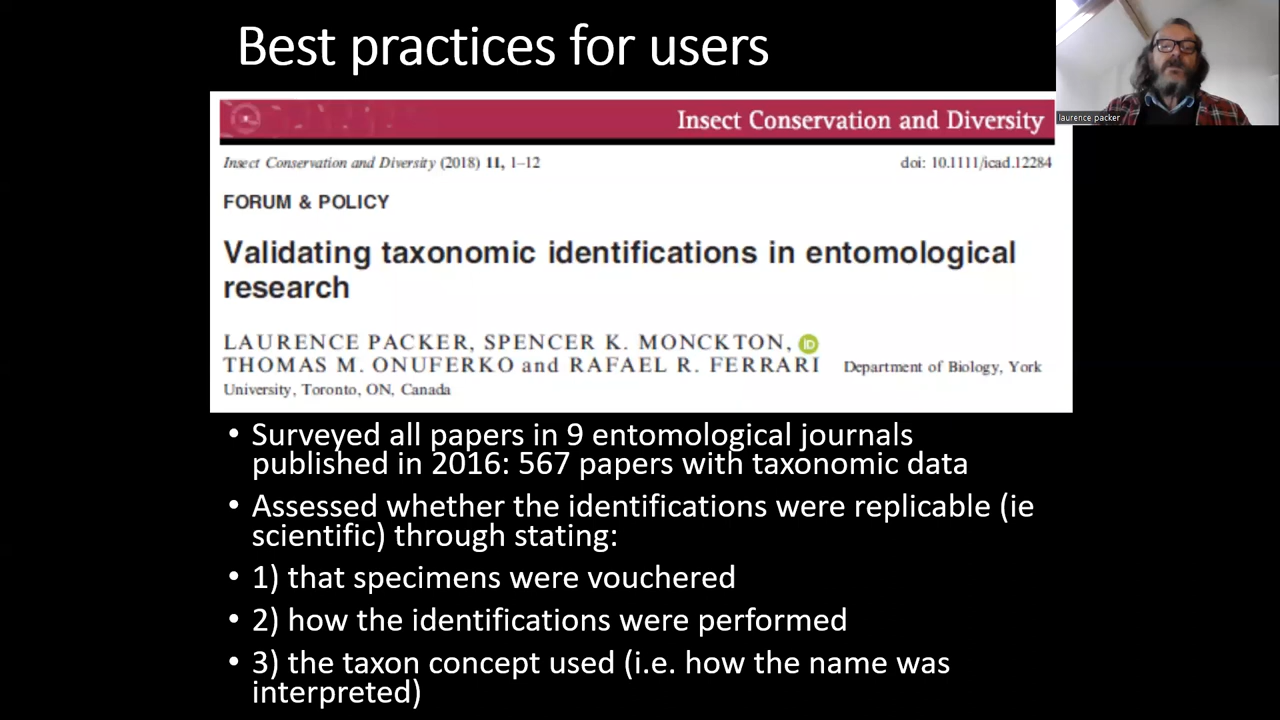 Best practices for users
laurence packer
Insect Conservation and Diversity
Insect Conservation and Diversity (2018) 11, 1–12
doi: 10.1111/icad.12284
FORUM & POLICY
Validating taxonomic identifications in entomological
research
LAURENCE PACKER, SPENCER K. MONCKTON, iD
THOMAS M. ONUFERKO and RAFAEL R. FERRARI Department of Biology, York
University, Toronto, ON, Canada
• Surveyed all papers in 9 entomological journals
published in 2016: 567 papers with taxonomic data
• Assessed whether the identifications were replicable (ie
scientific) through stating:
• 1) that specimens were vouchered
• 2) how the identifications were performed
• 3) the taxon concept used (i.e. how the name was
interpreted)